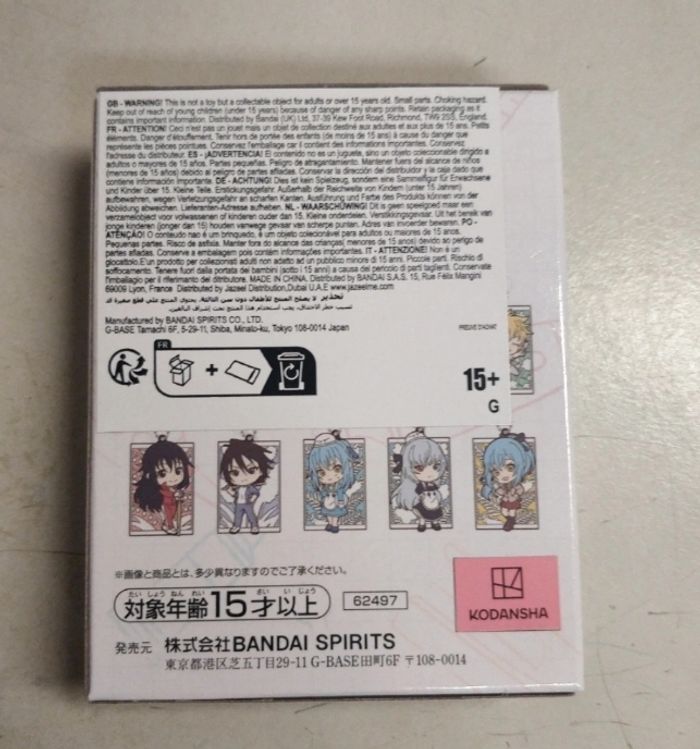 GB - WARNING! This is not a toy but a collectable object for adults or over 15 years old. Small parts. Choking hazard.
Keep out of reach of young children (under 15 years) because of danger of any sharp points. Retain packaging as it
contains important information. Distributed by Bandai (UK) Ltd, 37-39 Kew Foot Road, Richmond, TW9 2SS, England.
FR - ATTENTION! Ceci n'est pas un jouet mais un objet de collection destiné aux adultes et aux plus de 15 ans. Petits
éléments. Danger d'étouffement. Tenir hors de portée des enfants (de moins de 15 ans) à cause du danger que
représente les pièces pointues. Conservez l'emballage car il contient des informations importantes. Conservez
l'adresse du distributeur. ES - ¡ADVERTENCIA! El contenido no es un juguete, sino un objeto coleccionable dirigido a
adultos o mayores de 15 años. Partes pequeñas. Peligro de atragantamiento. Mantener fuera del alcance de niños
(menores de 15 años) debido al peligro de partes afiladas. Conservar la dirección del distribuidor y la caja dado que
contiene información importante. DE - ACHTUNG! Dies ist kein Spielzeug, sondern eine Sammelfigur für Erwachsene
und Kinder über 15. Kleine Teile. Erstickungsgefahr. Außerhalb der Reichweite von Kindern (unter 15 Jahren)
aufbewahren, wegen Verletzungsgefahr an scharfen Kanten. Ausführung und Farbe des Produkts können von der
Abbildung abweichen. Lieferanten-Adresse aufheben. NL - WAARSCHUWING! Dit is geen speelgoed maar een
verzamelobject voor volwassenen of kinderen ouder dan 15. Kleine onderdelen. Verstikkingsgevaar. Uit het bereik van
jonge kinderen (jonger dan 15) houden vanwege gevaar van scherpe punten. Adres invoerder bewaren. PO -
ATENÇÃO! O conteúdo nao é um brinquedo, é um objeto colecionável para adultos ou maiores de 15 anos.
Pequenas partes. Risco de asfixia. Manter fora do alcance das crianças( menores de 15 anos) devido ao perigo de
partes afiadas. Conserve a embalagem pois contém informações importantes. IT - ATTENZIONE! Non è un
giocattolo.E'un prodotto per collezionisti adulti non adatto ad un pubblico minore di 15 anni. Piccole parti. Rischio di
soffocamento. Tenere fuori dalla portata dei bambini (sotto i 15 anni) a causa del pericolo di parti taglienti. Conservate
l'imballagio per il riferimento del ditributore. MADE IN CHINA. DISTRIBUTED by BANDAI S.A.S. 15, Rue Félix Mangini
69009 Lyon, France Distributed by Jazeel Distribution,Dubai U.A.E www.jazeelme.com
Manufactured by BANDAI SPIRITS CO., LTD.
G-BASE Tamachi 6F, 5-29-11, Shiba, Minato-ku, Tokyo 108-0014 Japan
PREUVE D'ACHAT
FR
15+
G
※画像と商品とは、多少異なりますのでご了承ください。
たいしょうねんれい さい いじょう
対象年齢15才以上
62497
KODANSHA
発売元 株式会社BANDAI SPIRITS
東京都港区芝五丁目29-11 G-BASE田町6F 〒108-0014